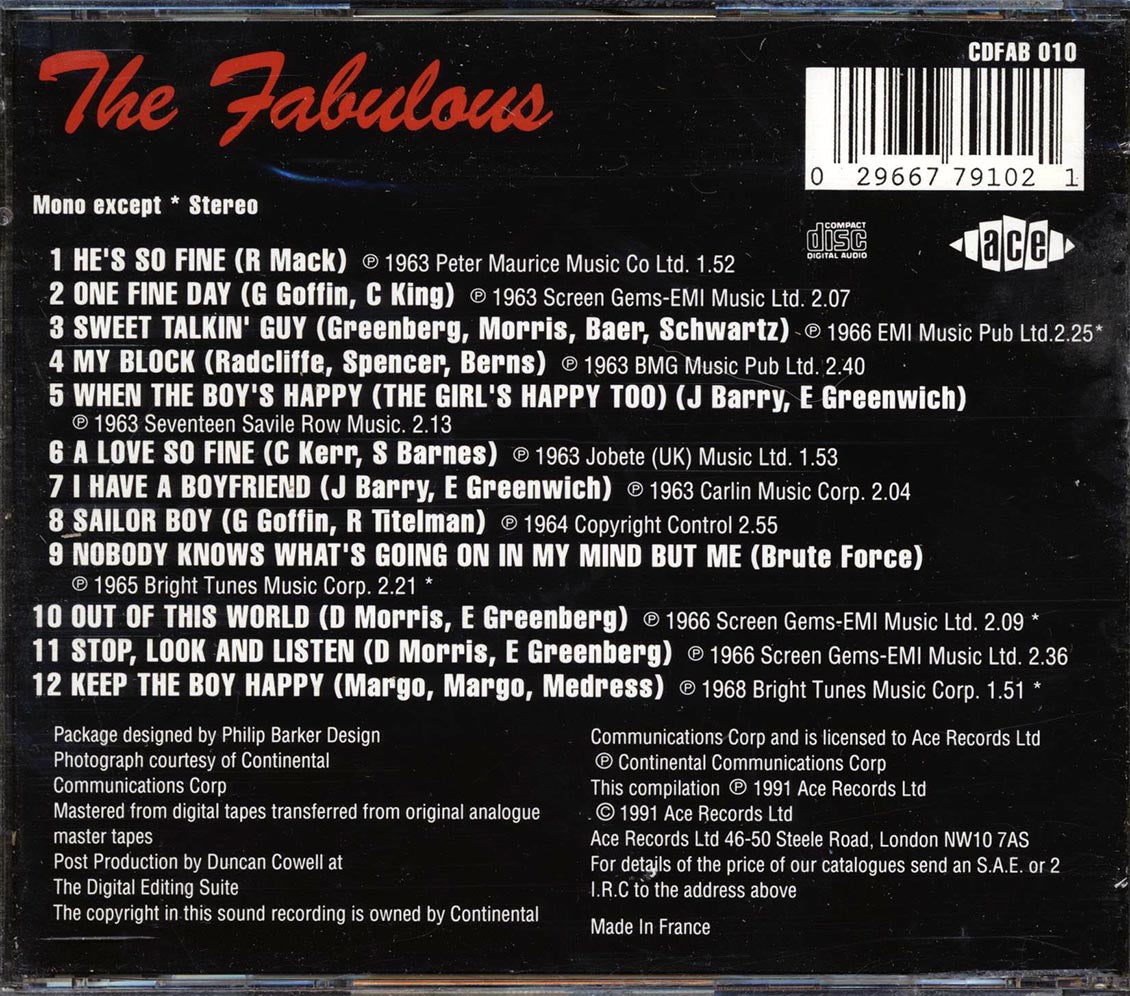 The Fabulous
CDFAB 010
0 29667 79102 1
Mono except * Stereo
COMPACT
disc
DIGITAL AUDIO
ace
1 HE'S SO FINE (R Mack) ℗ 1963 Peter Maurice Music Co Ltd. 1.52
2 ONE FINE DAY (G Goffin, C King) ℗ 1963 Screen Gems-EMI Music Ltd. 2.07
3 SWEET TALKIN' GUY (Greenberg, Morris, Baer, Schwartz) ℗ 1966 EMI Music Pub Ltd.2.25*
4 MY BLOCK (Radcliffe, Spencer, Berns) ℗ 1963 BMG Music Pub Ltd. 2.40
5 WHEN THE BOY'S HAPPY (THE GIRL'S HAPPY TOO) (J Barry, E Greenwich)
℗ 1963 Seventeen Savile Row Music. 2.13
6 A LOVE SO FINE (C Kerr, S Barnes) ℗ 1963 Jobete (UK) Music Ltd. 1.53
7 I HAVE A BOYFRIEND (J Barry, E Greenwich) ℗ 1963 Carlin Music Corp. 2.04
8 SAILOR BOY (G Goffin, R Titelman) ℗ 1964 Copyright Control 2.55
9 NOBODY KNOWS WHAT'S GOING ON IN MY MIND BUT ME (Brute Force)
℗ 1965 Bright Tunes Music Corp. 2.21 *
10 OUT OF THIS WORLD (D Morris, E Greenberg) ℗ 1966 Screen Gems-EMI Music Ltd. 2.09 *
11 STOP, LOOK AND LISTEN (D Morris, E Greenberg) ℗ 1966 Screen Gems-EMI Music Ltd. 2.36
12 KEEP THE BOY HAPPY (Margo, Margo, Medress) ℗ 1968 Bright Tunes Music Corp. 1.51 *
Package designed by Philip Barker Design
Photograph courtesy of Continental
Communications Corp
Mastered from digital tapes transferred from original analogue
master tapes
Post Production by Duncan Cowell at
The Digital Editing Suite
The copyright in this sound recording is owned by Continental
Communications Corp and is licensed to Ace Records Ltd
℗ Continental Communications Corp
This compilation ℗ 1991 Ace Records Ltd
© 1991 Ace Records Ltd
Ace Records Ltd 46-50 Steele Road, London NW10 7AS
For details of the price of our catalogues send an S.A.E. or 2
I.R.C to the address above
Made In France